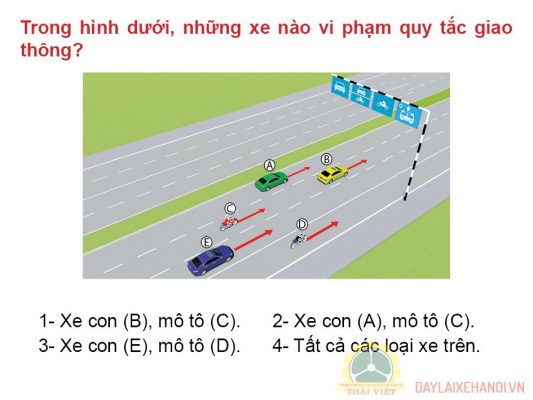 Trong hình dưới, những xe nào vi phạm quy tắc giao
thông?
A
B
C
D
E
1- Xe con (B), mô tô (C). 2- Xe con (A), mô tô (C).
3- Xe con (E), mô tô (D). 4- Tất cả các loại xe trên.
THÁI VIỆT
DAYLAIXEHANOI.VN